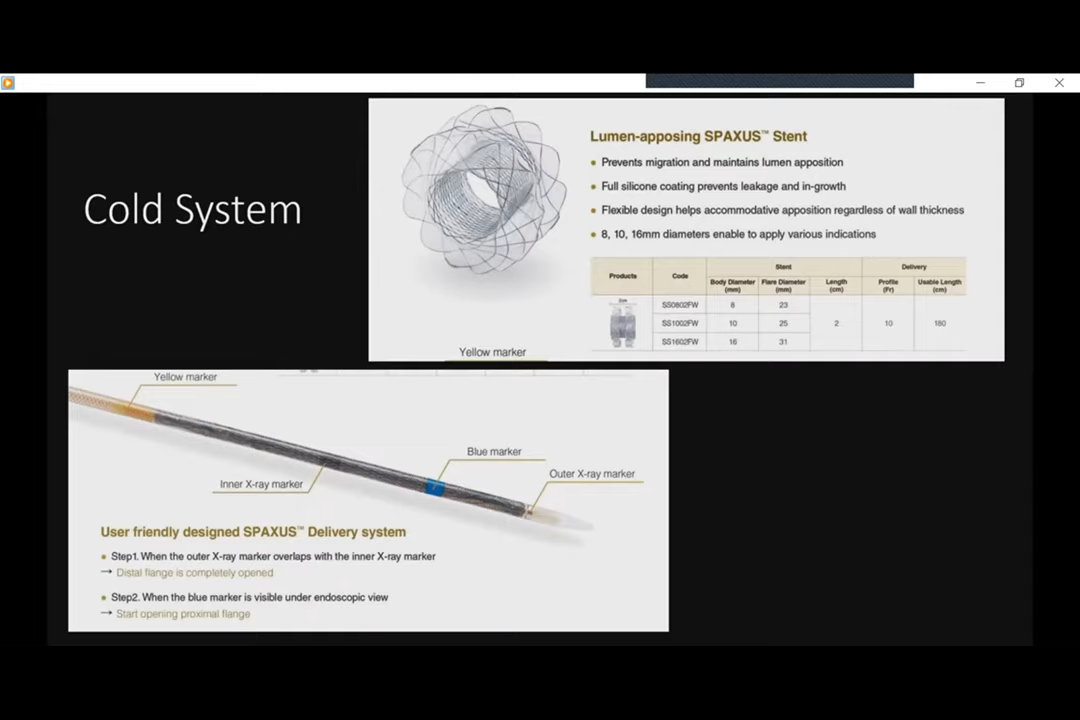 Cold System
Lumen-apposing SPAXUS™ Stent
Prevents migration and maintains lumen apposition
Full silicone coating prevents leakage and in-growth
Flexible design helps accommodative apposition regardless of wall thickness
8, 10, 16mm diameters enable to apply various indications
Products Code Stent Delivery
Body Diameter (mm) Flare Diameter (mm) Length (cm) Profile (Fr) Usable Length (cm)
SS0802FW 8 23
SS1002FW 10 25 2 10 180
SS1602FW 16 31
Yellow marker
Yellow marker
Blue marker
Outer X-ray marker
Inner X-ray marker
User friendly designed SPAXUS™ Delivery system
Step1. When the outer X-ray marker overlaps with the inner X-ray marker
→ Distal flange is completely opened
Step2. When the blue marker is visible under endoscopic view
→ Start opening proximal flange